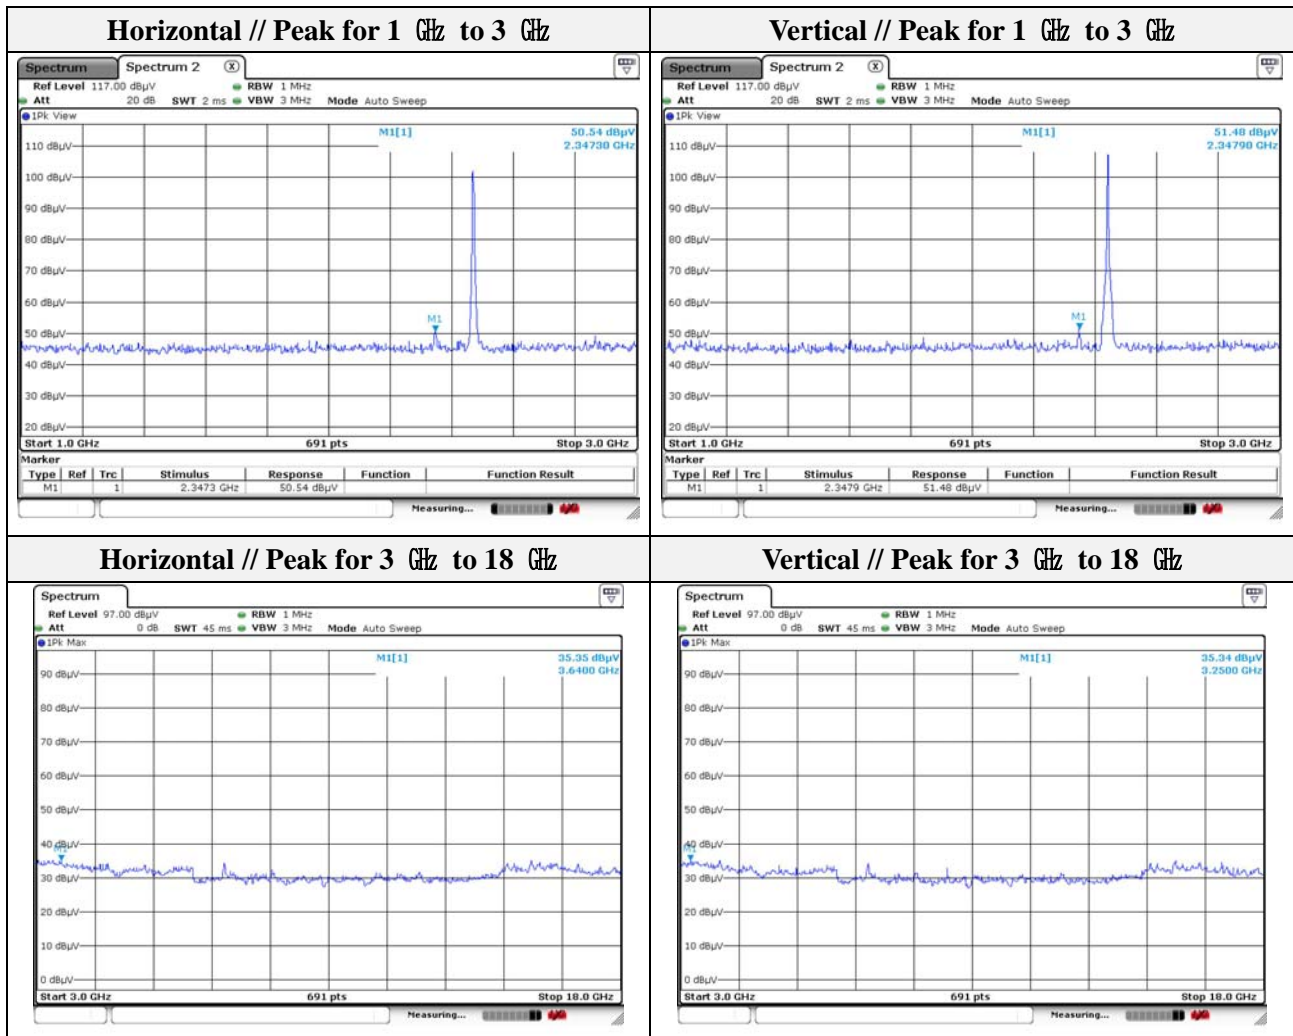 Horizontal // Peak for 1 ㎓ to 3 ㎓
Vertical // Peak for 1 ㎓ to 3 ㎓
Spectrum Spectrum 2 X
Ref Level 117.00 dBµV RBW 1 MHz
Att 20 dB SWT 2 ms VBW 3 MHz Mode Auto Sweep
1Pk View
M1[1] 50.54 dBµV
2.34730 GHz
110 dBµV
100 dBµV
90 dBµV
80 dBµV
70 dBµV
60 dBµV
M1
50 dBµV
40 dBµV
30 dBµV
20 dBµV
Start 1.0 GHz 691 pts Stop 3.0 GHz
Marker
Type Ref Trc Stimulus Response Function Function Result
M1 1 2.3473 GHz 50.54 dBµV
Measuring...
Spectrum Spectrum 2 X
Ref Level 117.00 dBµV RBW 1 MHz
Att 20 dB SWT 2 ms VBW 3 MHz Mode Auto Sweep
1Pk View
M1[1] 51.48 dBµV
2.34790 GHz
110 dBµV
100 dBµV
90 dBµV
80 dBµV
70 dBµV
60 dBµV
M1
50 dBµV
40 dBµV
30 dBµV
20 dBµV
Start 1.0 GHz 691 pts Stop 3.0 GHz
Marker
Type Ref Trc Stimulus Response Function Function Result
M1 1 2.3479 GHz 51.48 dBµV
Measuring...
Horizontal // Peak for 3 ㎓ to 18 ㎓
Vertical // Peak for 3 ㎓ to 18 ㎓
Spectrum
Ref Level 97.00 dBµV RBW 1 MHz
Att 0 dB SWT 45 ms VBW 3 MHz Mode Auto Sweep
1Pk Max
M1[1] 35.35 dBµV
3.6400 GHz
90 dBµV
80 dBµV
70 dBµV
60 dBµV
50 dBµV
40 dBµV
M1
30 dBµV
20 dBµV
10 dBµV
0 dBµV
Start 3.0 GHz 691 pts Stop 18.0 GHz
Measuring...
Spectrum
Ref Level 97.00 dBµV RBW 1 MHz
Att 0 dB SWT 45 ms VBW 3 MHz Mode Auto Sweep
1Pk Max
M1[1] 35.34 dBµV
3.2500 GHz
90 dBµV
80 dBµV
70 dBµV
60 dBµV
50 dBµV
40 dBµV
M1
30 dBµV
20 dBµV
10 dBµV
0 dBµV
Start 3.0 GHz 691 pts Stop 18.0 GHz
Measuring...